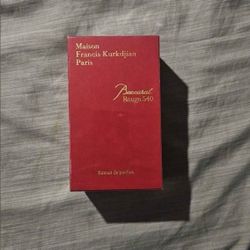 Maison
Francis Kurkdjian
Paris
Baccarat
Rouge 540
Extrait de parfum